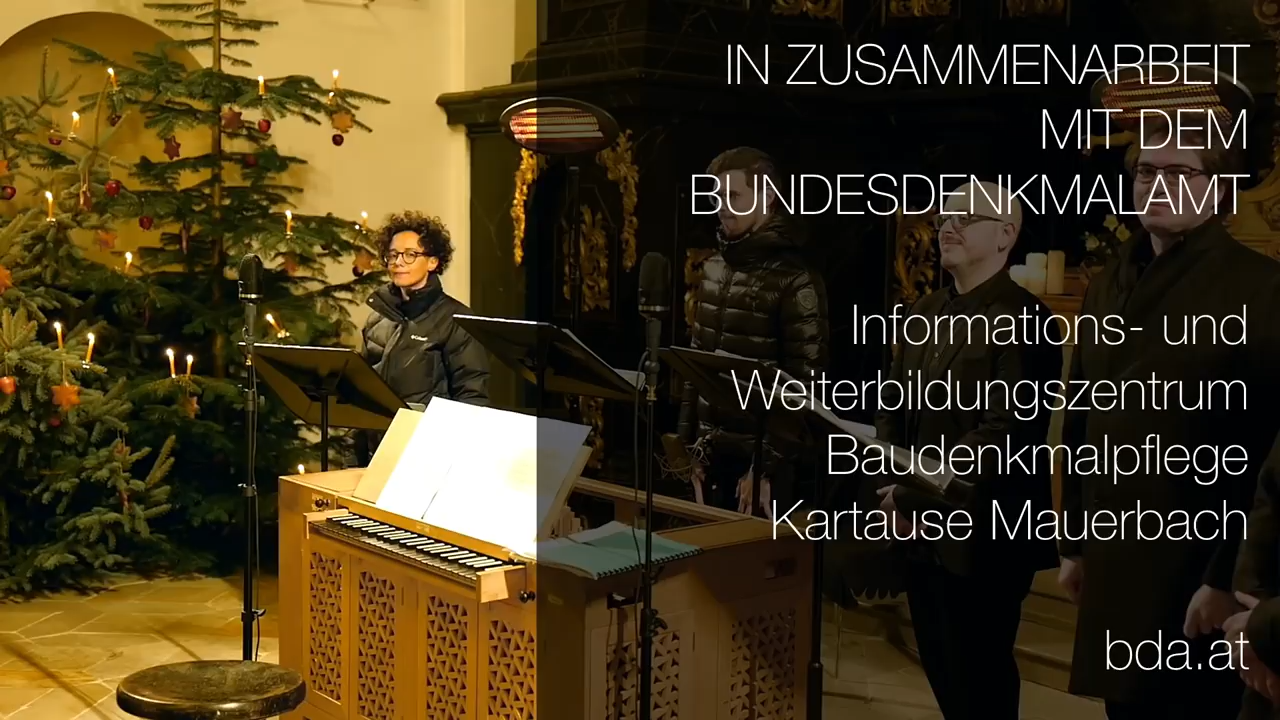 IN ZUSAMMENARBEIT
MIT DEM
BUNDESDENKMALAMT
Informations- und
Weiterbildungszentrum
Baudenkmalpflege
Kartause Mauerbach
bda.at